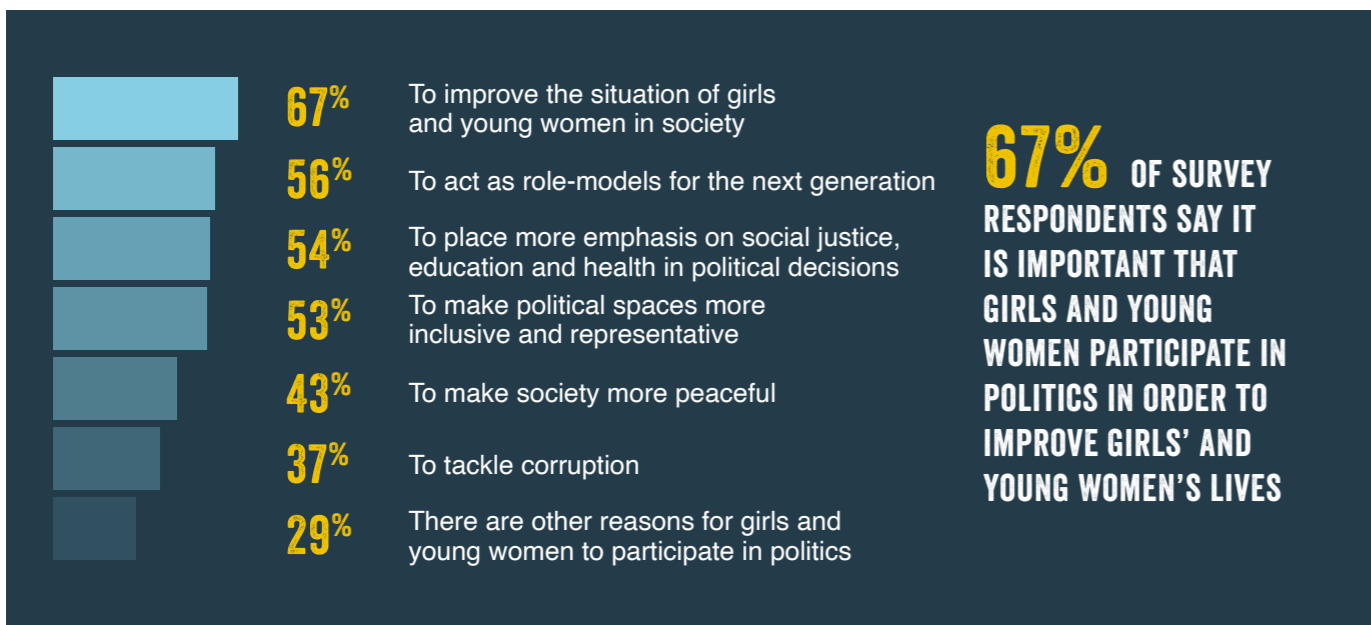 67%
To improve the situation of girls
and young women in society
56%
To act as role-models for the next generation
54%
To place more emphasis on social justice,
education and health in political decisions
53%
To make political spaces more
inclusive and representative
43%
To make society more peaceful
37%
To tackle corruption
29%
There are other reasons for girls and
young women to participate in politics
67% OF SURVEY
RESPONDENTS SAY IT
IS IMPORTANT THAT
GIRLS AND YOUNG
WOMEN PARTICIPATE IN
POLITICS IN ORDER TO
IMPROVE GIRLS’ AND
YOUNG WOMEN’S LIVES